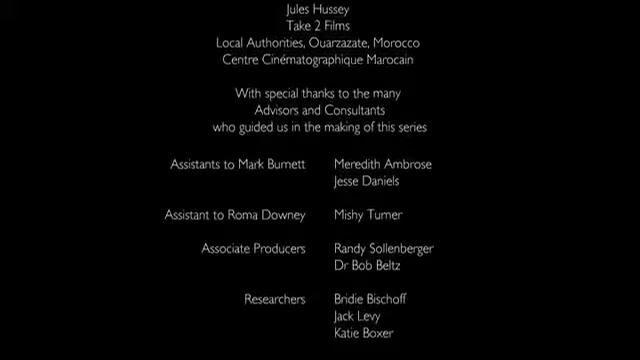 Jules Hussey
Take 2 Films
Local Authorities, Ouarzazate, Morocco
Centre Cinématographique Marocain
With special thanks to the many
Advisors and Consultants
who guided us in the making of this series
Assistants to Mark Burnett Meredith Ambrose
Jesse Daniels
Assistant to Roma Downey Mishy Turner
Associate Producers Randy Sollenberger
Dr Bob Beltz
Researchers Bridie Bischoff
Jack Levy
Katie Boxer